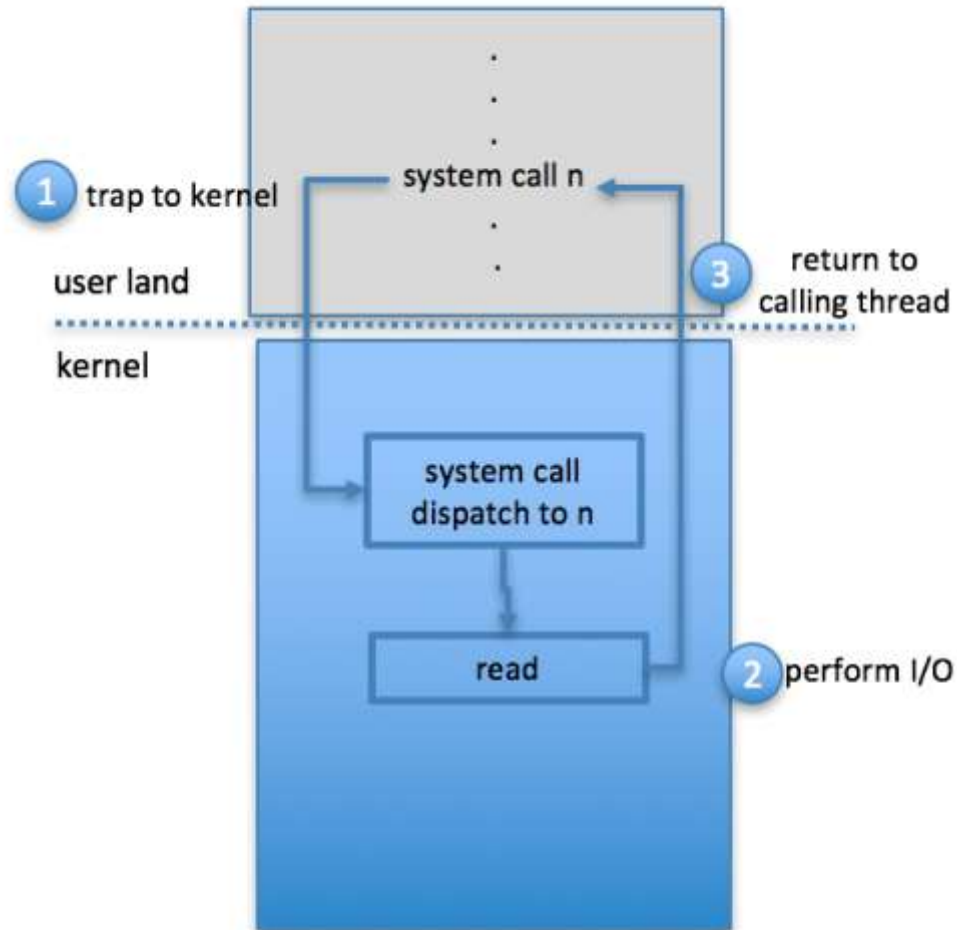 .
.
.
system call n
1 trap to kernel
.
.
3 return to
calling thread
user land
kernel
system call
dispatch to n
read
2 perform I/O